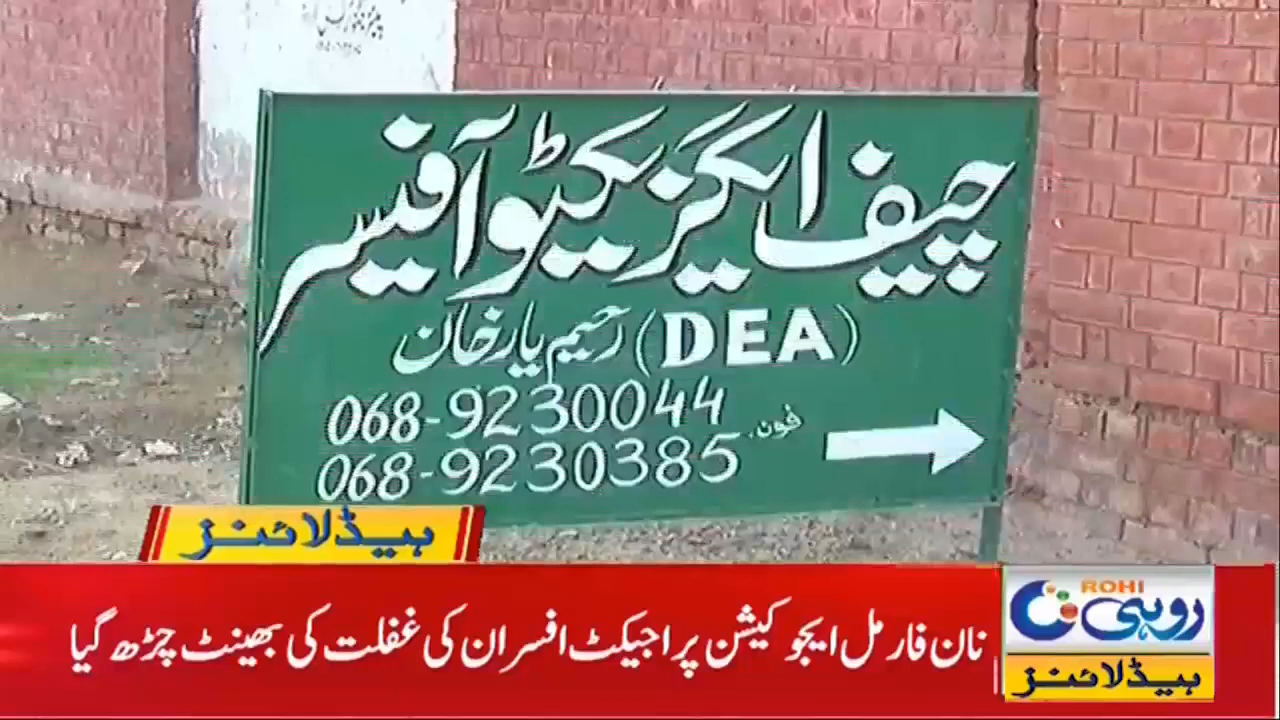 چیف ایگزیکٹو آفیسر
(DEA) رحیم یار خان
068-9230044
فون.
068-9230385
ہیڈلائنز
نان فارمل ایجوکیشن پراجیکٹ افسران کی غفلت کی بھینٹ چڑھ گیا
ROHI
روہی
ہیڈلائنز